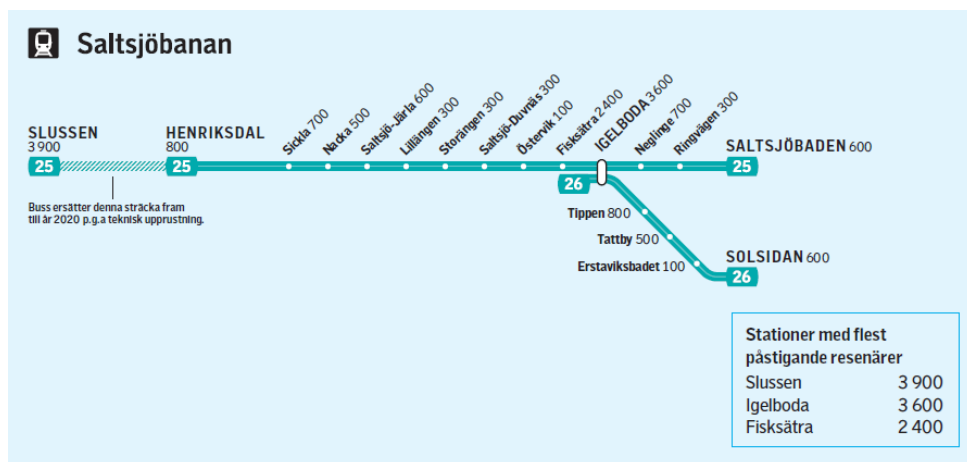 Saltsjöbanan
SLUSSEN
3 900
25
HENRIKSDAL
800
25
Sickla 700
Nacka 500
Saltsjö-Järla 600
Lillängen 300
Storängen 300
Saltsjö-Duvnäs 300
Östervik 100
Fisksätra 2 400
IGELBODA 3 600
Neglinge 700
Ringvägen 300
SALTSJÖBADEN 600
25
Buss ersätter denna sträcka fram
till år 2020 p.g.a teknisk upprustning.
26
Tippen 800
Tattby 500
Erstaviksbadet 100
SOLSIDAN 600
26
Stationer med flest
påstigande resenärer
Slussen 3 900
Igelboda 3 600
Fisksätra 2 400